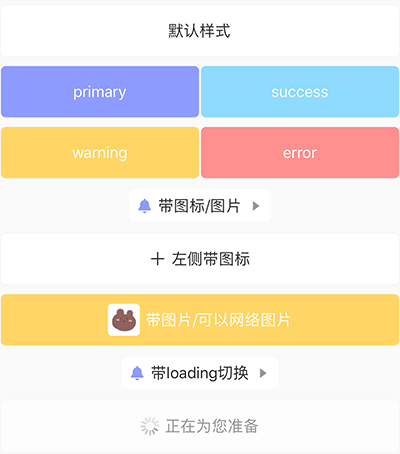 默认样式
primary success
warning error
带图标/图片
左侧带图标
带图片/可以网络图片
带loading切换
正在为您准备